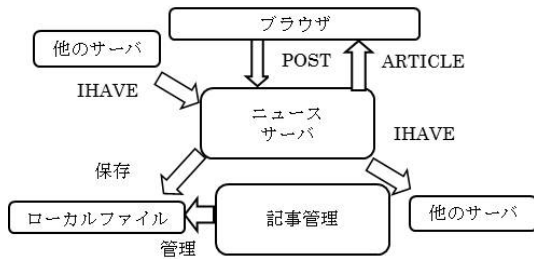 ブラウザ
他のサーバ
POST
ARTICLE
IHAVE
ニュース
サーバ
IHAVE
保存
ローカルファイル
記事管理
他のサーバ
管理